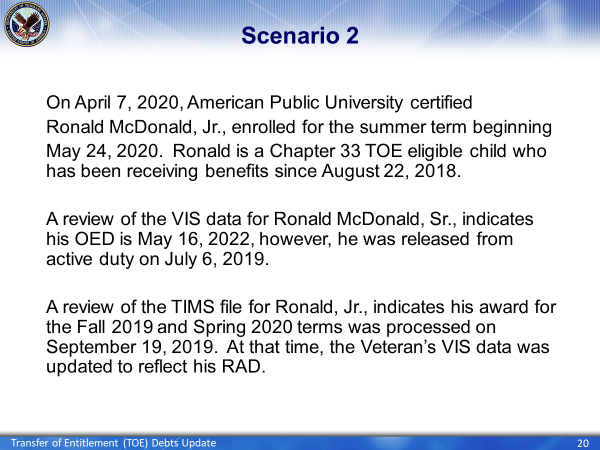 Scenario 2
On April 7, 2020, American Public University certified
Ronald McDonald, Jr., enrolled for the summer term beginning
May 24, 2020.  Ronald is a Chapter 33 TOE eligible child who
has been receiving benefits since August 22, 2018.
A review of the VIS data for Ronald McDonald, Sr., indicates
his OED is May 16, 2022, however, he was released from
active duty on July 6, 2019.
A review of the TIMS file for Ronald, Jr., indicates his award for
the Fall 2019 and Spring 2020 terms was processed on
September 19, 2019.  At that time, the Veteran's VIS data was
updated to reflect his RAD.
Transfer of Entitlement (TOE) Debts Update
20